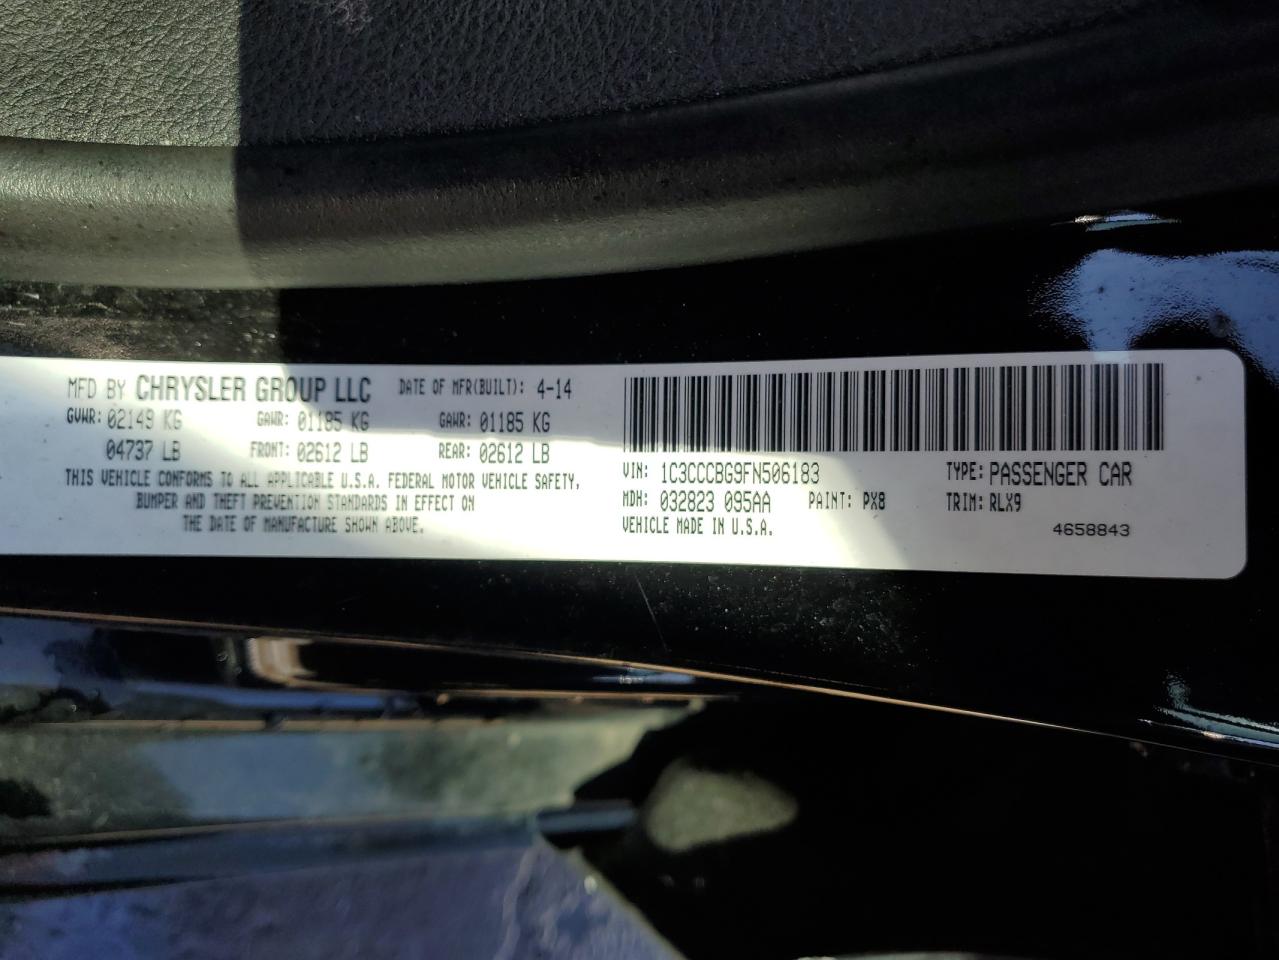 MFD BY CHRYSLER GROUP LLC DATE OF MFR(BUILT): 4-14
GVWR: 02149 KG GAWR: 01185 KG GAWR: 01185 KG
04737 LB FRONT: 02612 LB REAR: 02612 LB
THIS VEHICLE CONFORMS TO ALL APPLICABLE U.S.A. FEDERAL MOTOR VEHICLE SAFETY,
BUMPER AND THEFT PREVENTION STANDARDS IN EFFECT ON
THE DATE OF MANUFACTURE SHOWN ABOVE.
VIN: 1C3CCCBG9FN506183 TYPE: PASSENGER CAR
MDH: 032823 095AA PAINT: PX8 TRIM: RLX9
VEHICLE MADE IN U.S.A. 4658843